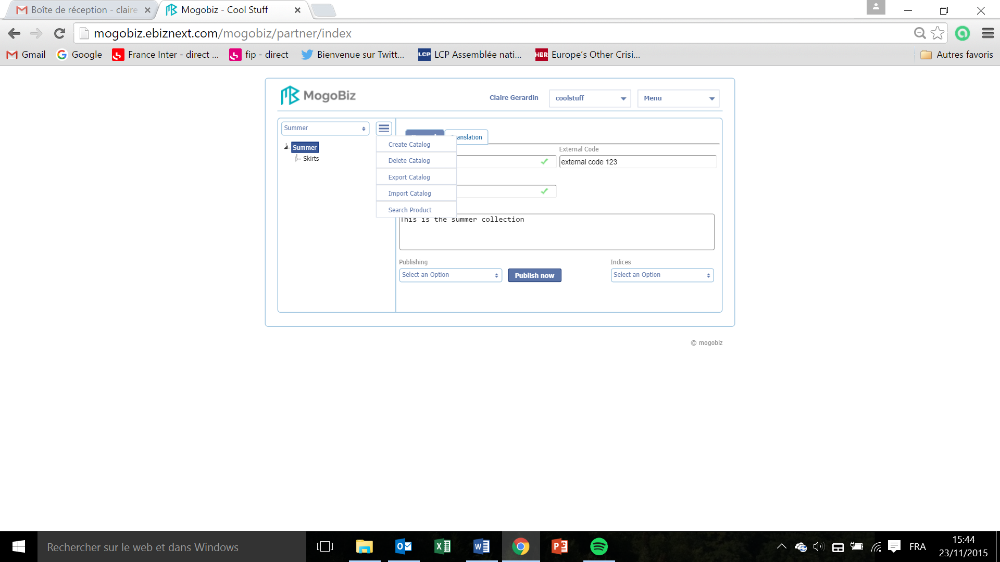 Boîte de réception - claire
Mogobiz - Cool Stuff
mogobiz.ebiznext.com/mogobiz/partner/index
Gmail
Google
France Inter - direct ...
fip - direct
Bienvenue sur Twitt...
LCP
LCP Assemblée nati...
HBR
Europe's Other Crisi...
Autres favoris
MogoBiz
Claire Gerardin
coolstuff
Menu
Summer
Summer
Skirts
Create Catalog
Delete Catalog
Export Catalog
Import Catalog
Search Product
External Code
external code 123
This is the summer collection
Publishing
Indices
Select an Option
Publish now
Select an Option
© mogobiz
Rechercher sur le web et dans Windows
FRA
15:44
23/11/2015